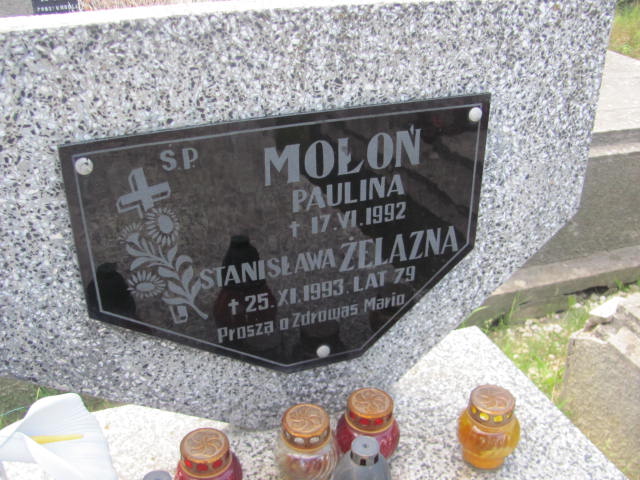 Ś.P.
MOŁOŃ
PAULINA
† 17.VI.1992
STANISŁAWA ŻELAZNA
† 25.XI.1993 LAT 79
Proszą o Zdrowaś Mario